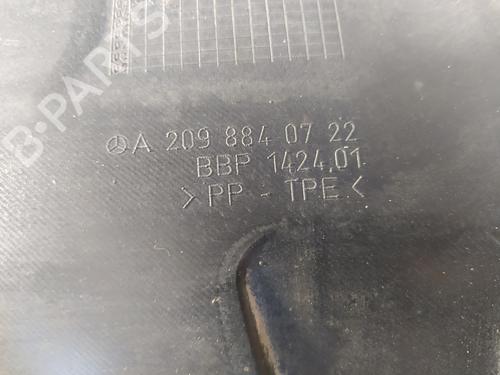 A 209 884 07 22
BBP 1424.01
>PP - TPE<
B-PARTS